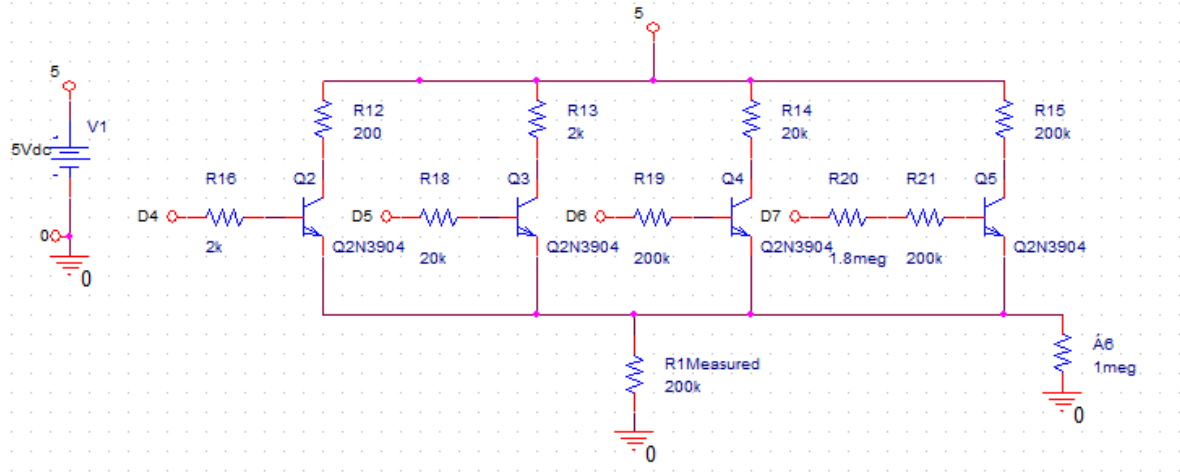 5
5
V1
5Vdc
0
0
R12
200
R13
2k
R14
20k
R15
200k
R16
Q2
R18
Q3
R19
Q4
R20
R21
Q5
D4
D5
D6
D7
2k
Q2N3904
20k
Q2N3904
200k
Q2N3904
1.8meg
200k
Q2N3904
R1Measured
200k
0
Á6
1meg
0